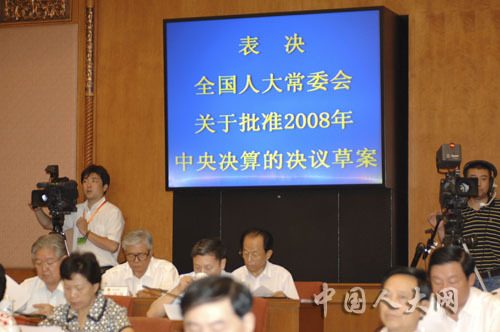 表 决
全国人大常委会
关于批准2008年
中央决算的决议草案
中国人大网